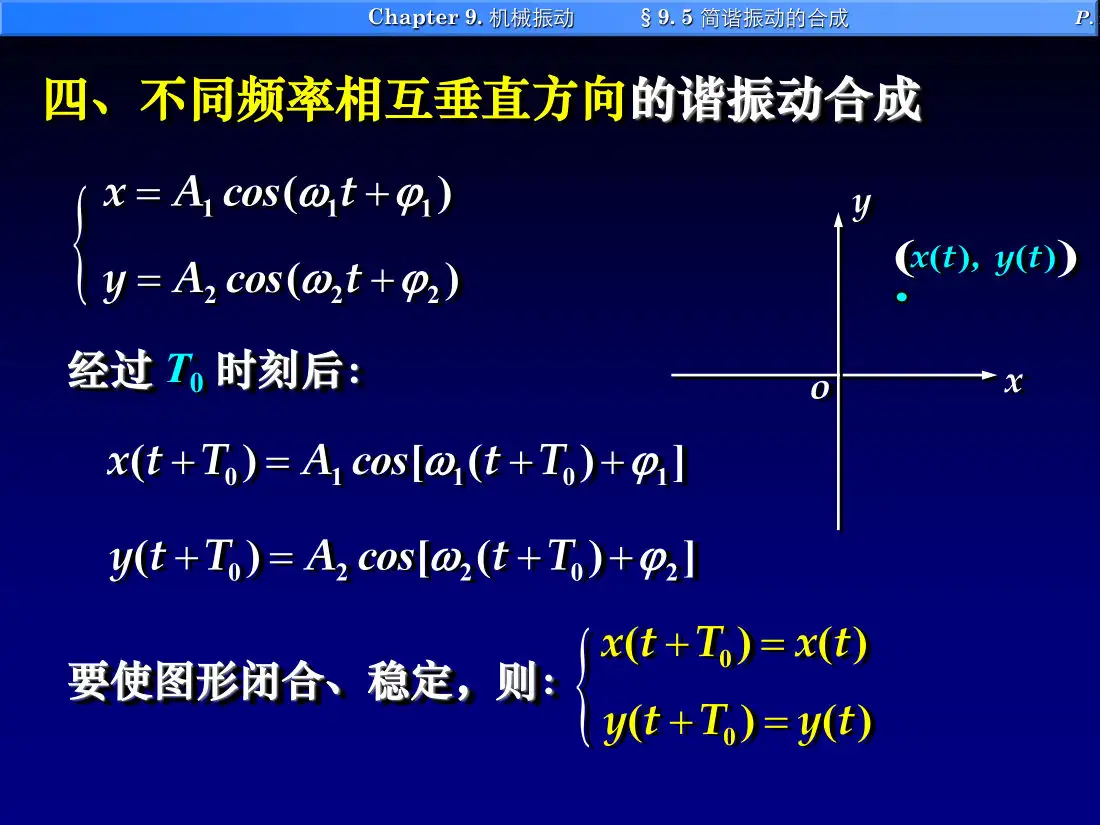 Chapter 9. 机械振动 § 9. 5 简谐振动的合成 P.
四、不同频率相互垂直方向的谐振动合成
x = A₁ cos(ω₁t + φ₁)
y = A₂ cos(ω₂t + φ₂)
y
(x(t), y(t))
o
x
经过 T₀ 时刻后:
x(t + T₀) = A₁ cos[ω₁(t + T₀) + φ₁]
y(t + T₀) = A₂ cos[ω₂(t + T₀) + φ₂]
要使图形闭合、稳定，则:
x(t + T₀) = x(t)
y(t + T₀) = y(t)